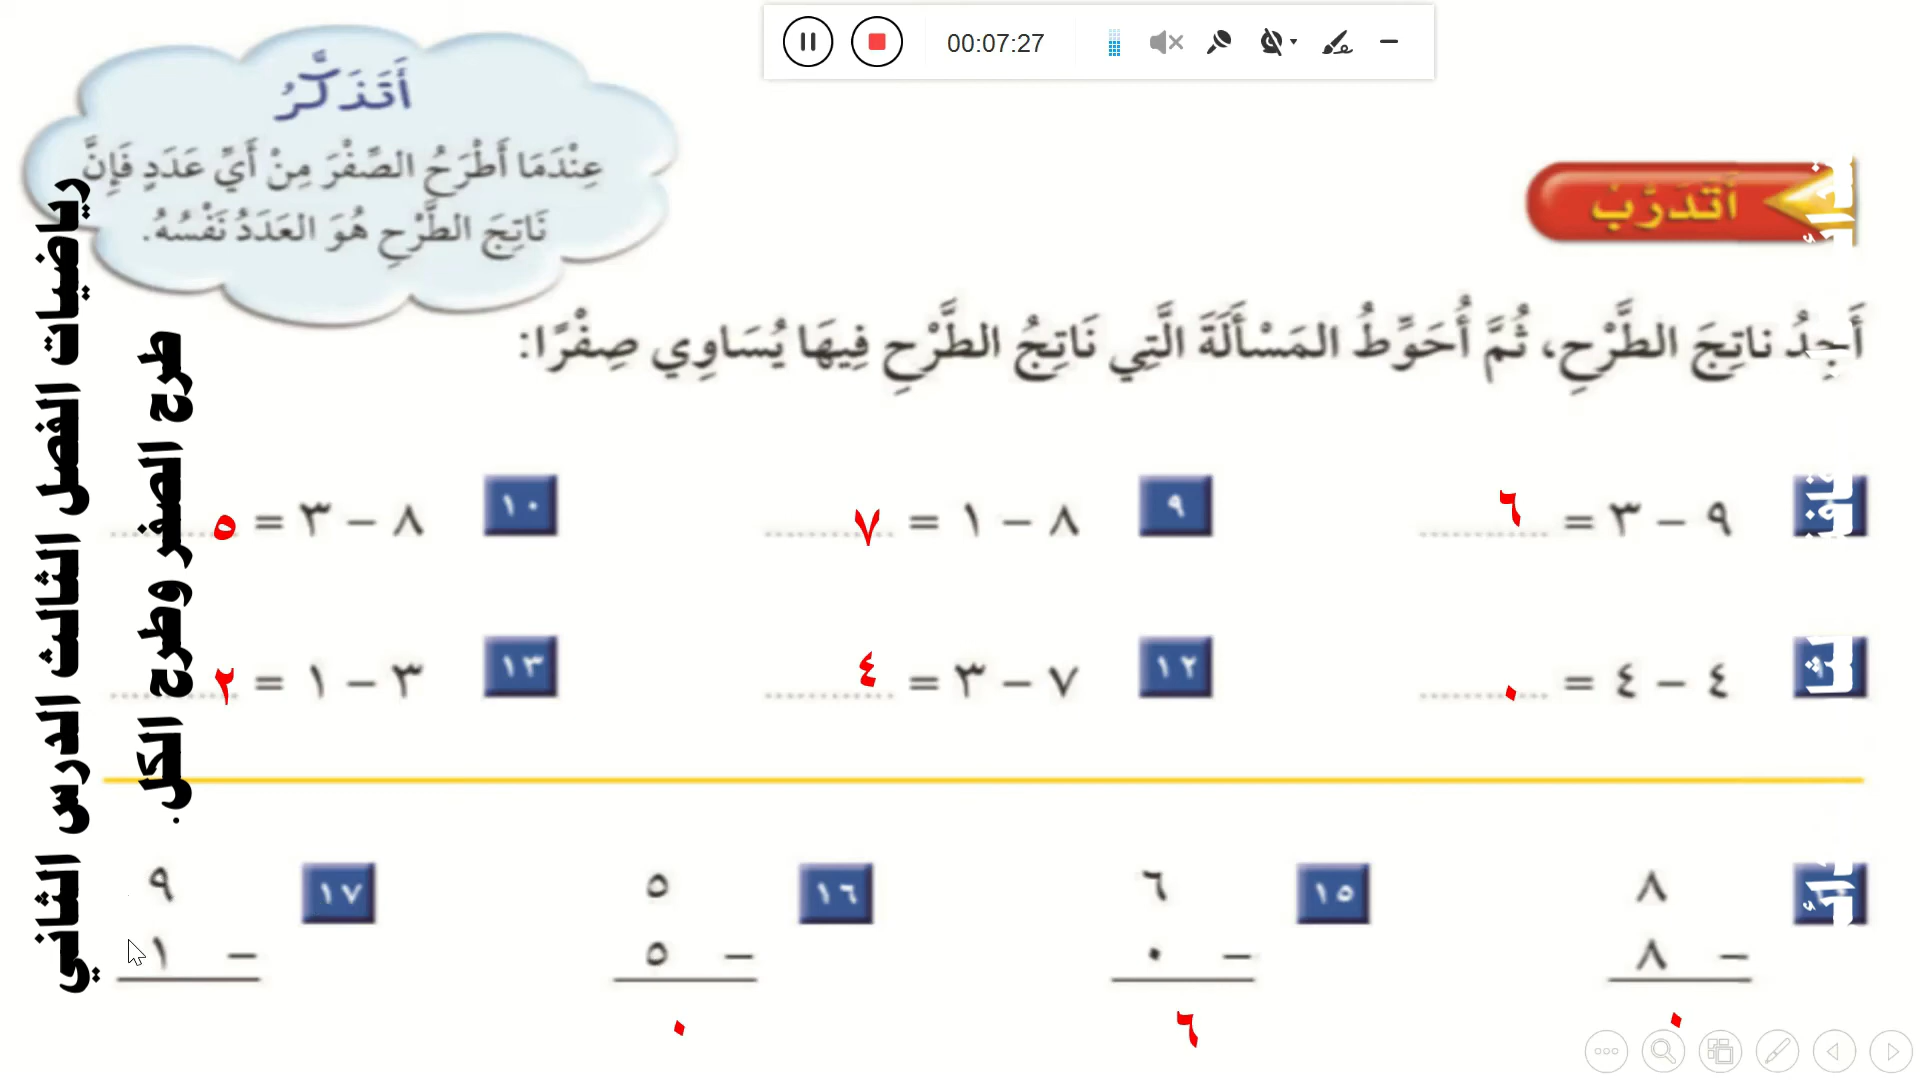 00:07:27
أَتَذَكَّرُ
عِنْدَمَا أَطْرَحُ الصِّفْرَ مِنْ أَيِّ عَدَدٍ فَإِنَّ
نَاتِجَ الطَّرْحِ هُوَ العَدَدُ نَفْسُهُ.
أَتَدَرَّبُ
أَجِدُ ناتِجَ الطَّرْحِ، ثُمَّ أُحَوِّطُ المَسْأَلَةَ الَّتِي نَاتِجُ الطَّرْحِ فِيهَا يُسَاوِي صِفْرًا:
٩ – ٣ = ٦
٩ ٨ – ١ = ٧
١٠ ٨ – ٣ = ٥
٤ – ٤ = ٠
١٢ ٧ – ٣ = ٤
١٣ ٣ – ١ = ٢
٨
– ٨
٠
١٥ ٦
– ٠
٦
١٦ ٥
– ٥
٠
١٧ ٩
– ١
رياضيات الفصل الثالث الدرس الثاني
طرح الصفر وطرح الكل.